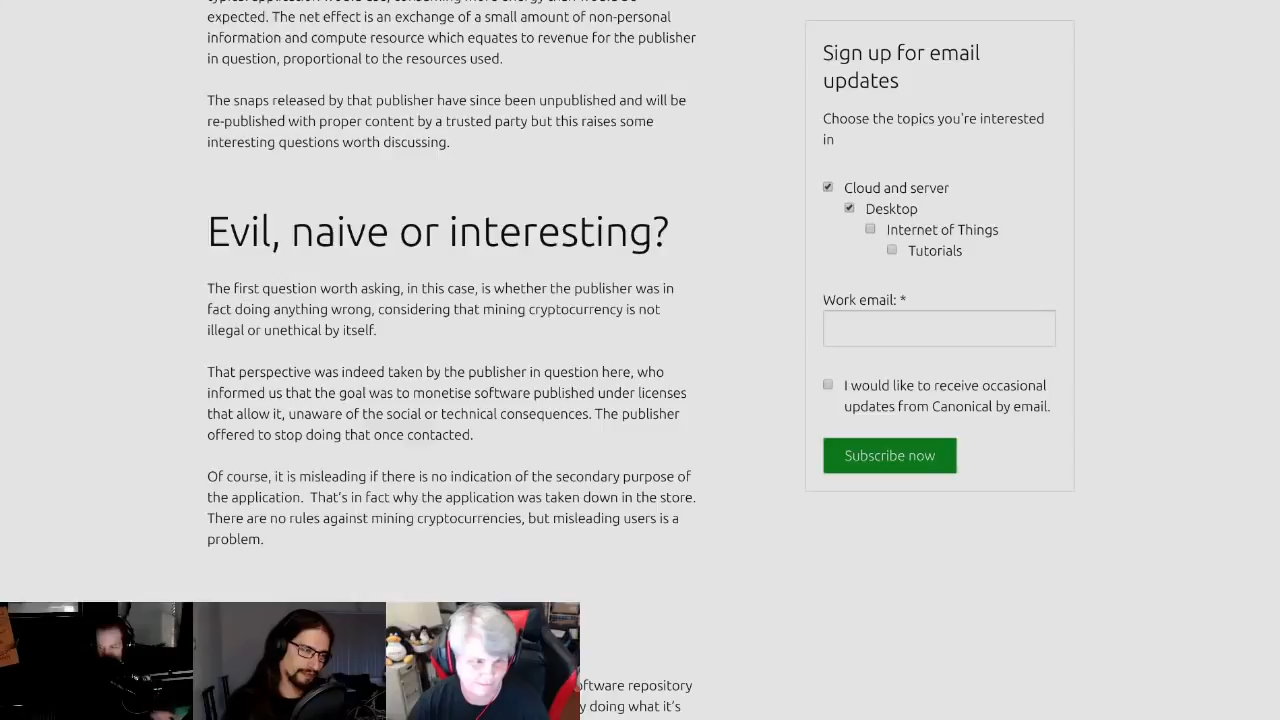 expected. The net effect is an exchange of a small amount of non-personal
information and compute resource which equates to revenue for the publisher
in question, proportional to the resources used.
The snaps released by that publisher have since been unpublished and will be
re-published with proper content by a trusted party but this raises some
interesting questions worth discussing.
Evil, naive or interesting?
The first question worth asking, in this case, is whether the publisher was in
fact doing anything wrong, considering that mining cryptocurrency is not
illegal or unethical by itself.
That perspective was indeed taken by the publisher in question here, who
informed us that the goal was to monetise software published under licenses
that allow it, unaware of the social or technical consequences. The publisher
offered to stop doing that once contacted.
Of course, it is misleading if there is no indication of the secondary purpose of
the application.  That's in fact why the application was taken down in the store.
There are no rules against mining cryptocurrencies, but misleading users is a
problem.
software repository
y doing what it's
Sign up for email
updates
Choose the topics you're interested
in
Cloud and server
Desktop
Internet of Things
Tutorials
Work email: *
I would like to receive occasional
updates from Canonical by email.
Subscribe now